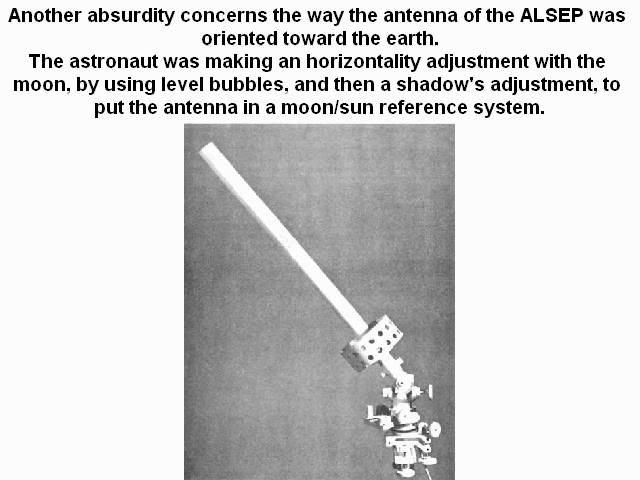 Another absurdity concerns the way the antenna of the ALSEP was
oriented toward the earth.
The astronaut was making an horizontality adjustment with the
moon, by using level bubbles, and then a shadow's adjustment, to
put the antenna in a moon/sun reference system.